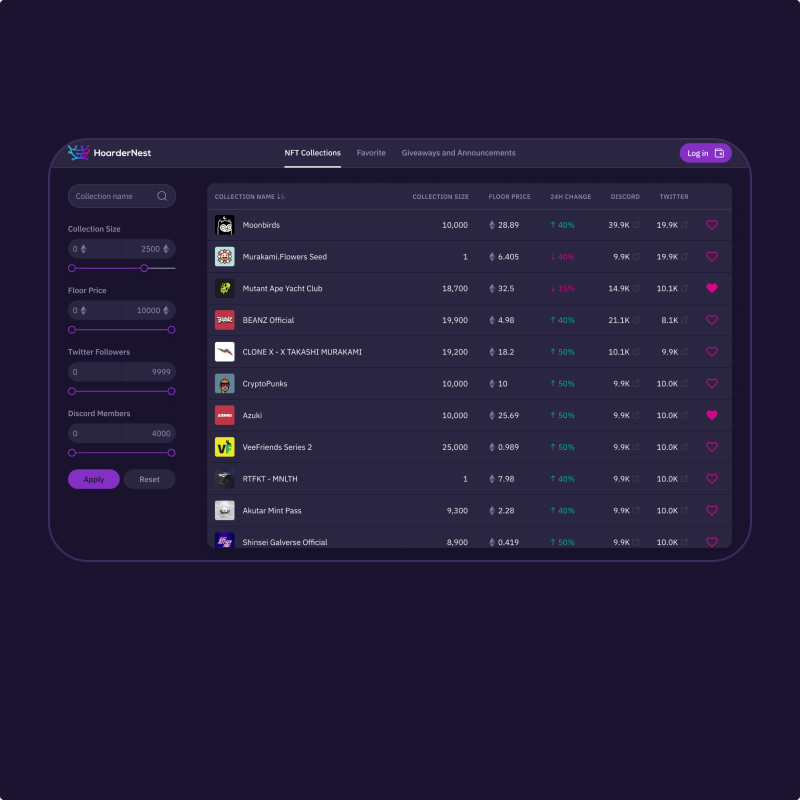 HoarderNest
NFT Collections Favorite Giveaways and Announcements
Log in
Collection name
Collection Size
0 2500
Floor Price
0 10000
Twitter Followers
0 9999
Discord Members
0 4000
Apply Reset
COLLECTION NAME COLLECTION SIZE FLOOR PRICE 24H CHANGE DISCORD TWITTER
Moonbirds 10,000 28.89 ↑ 40% 39.9K 19.9K
Murakami.Flowers Seed 1 6.405 ↓ 40% 9.9K 19.9K
Mutant Ape Yacht Club 18,700 32.5 ↓ 15% 14.9K 10.1K
BEANZ Official 19,900 4.98 ↑ 40% 21.1K 8.1K
CLONE X - X TAKASHI MURAKAMI 19,200 18.2 ↑ 50% 10.1K 9.9K
CryptoPunks 10,000 10 ↑ 50% 9.9K 10.0K
AZUKI Azuki 10,000 25.69 ↑ 50% 9.9K 10.0K
VF VeeFriends Series 2 25,000 0.989 ↑ 50% 9.9K 10.0K
RTFKT - MNLTH 1 7.98 ↑ 40% 9.9K 10.0K
Akutar Mint Pass 9,300 2.28 ↑ 40% 9.9K 10.0K
Shinsei Galverse Official 8,900 0.419 ↑ 50% 9.9K 10.0K